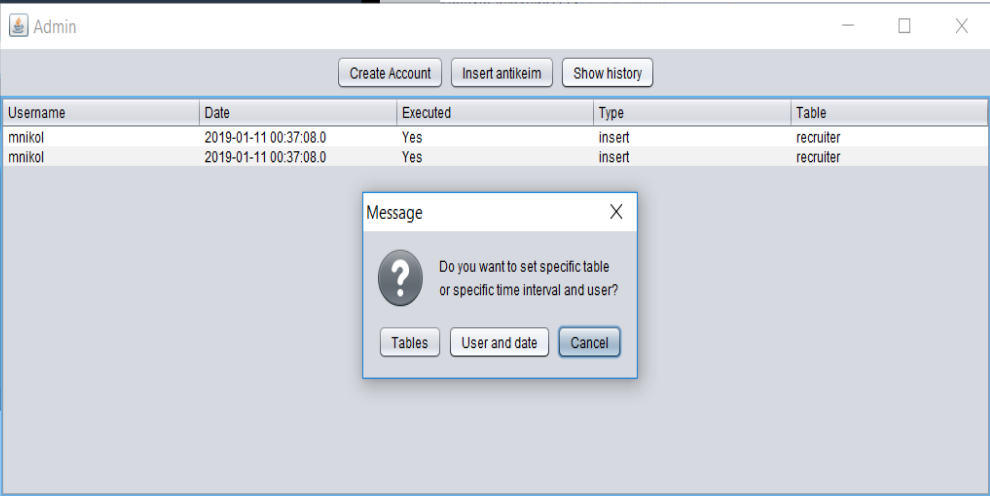 Admin
Create Account Insert antikeim Show history
Username Date Executed Type Table
mnikol 2019-01-11 00:37:08.0 Yes insert recruiter
mnikol 2019-01-11 00:37:08.0 Yes insert recruiter
Message
Do you want to set specific table
or specific time interval and user?
Tables User and date Cancel